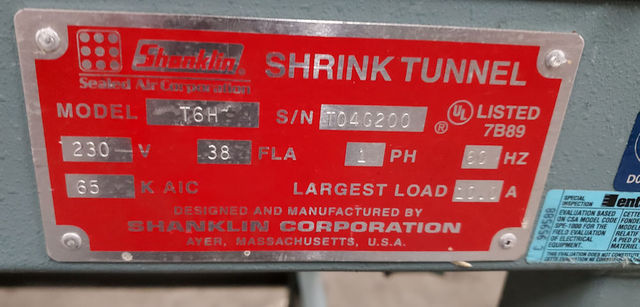 Shanklin
Sealed Air Corporation
SHRINK TUNNEL
MODEL T6H S/N T04G200
UL LISTED
7B89
230 V 38 FLA 1 PH 60 HZ
65 K AIC LARGEST LOAD A
DESIGNED AND MANUFACTURED BY
SHANKLIN CORPORATION
AYER, MASSACHUSETTS, U.S.A.
SPECIAL
INSPECTION
EVALUATION BASED
ON CSA MODEL CODE
SPE-1000 FOR THE
FIELD EVALUATION
OF ELECTRICAL
EQUIPMENT.